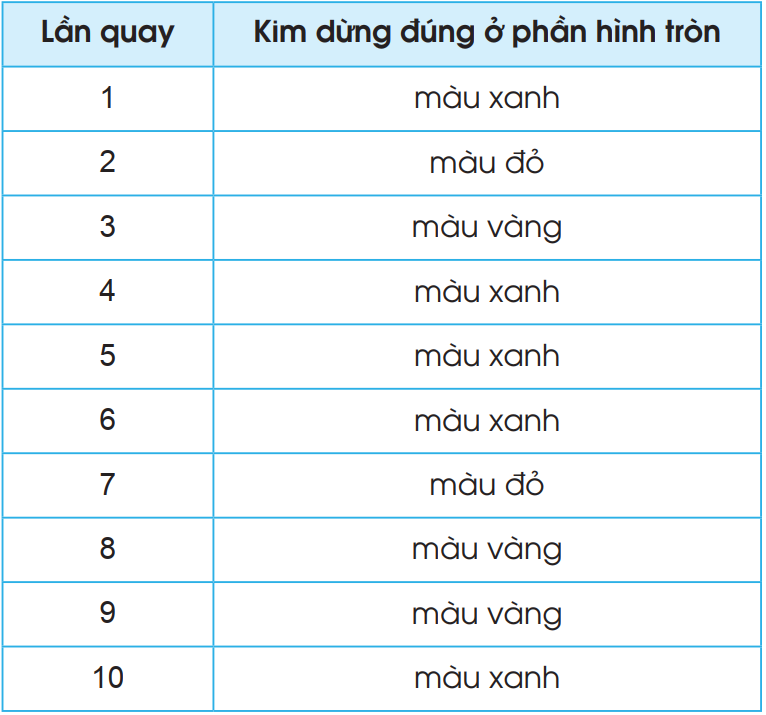 Lần quay Kim dừng đúng ở phần hình tròn
1 màu xanh
2 màu đỏ
3 màu vàng
4 màu xanh
5 màu xanh
6 màu xanh
7 màu đỏ
8 màu vàng
9 màu vàng
10 màu xanh